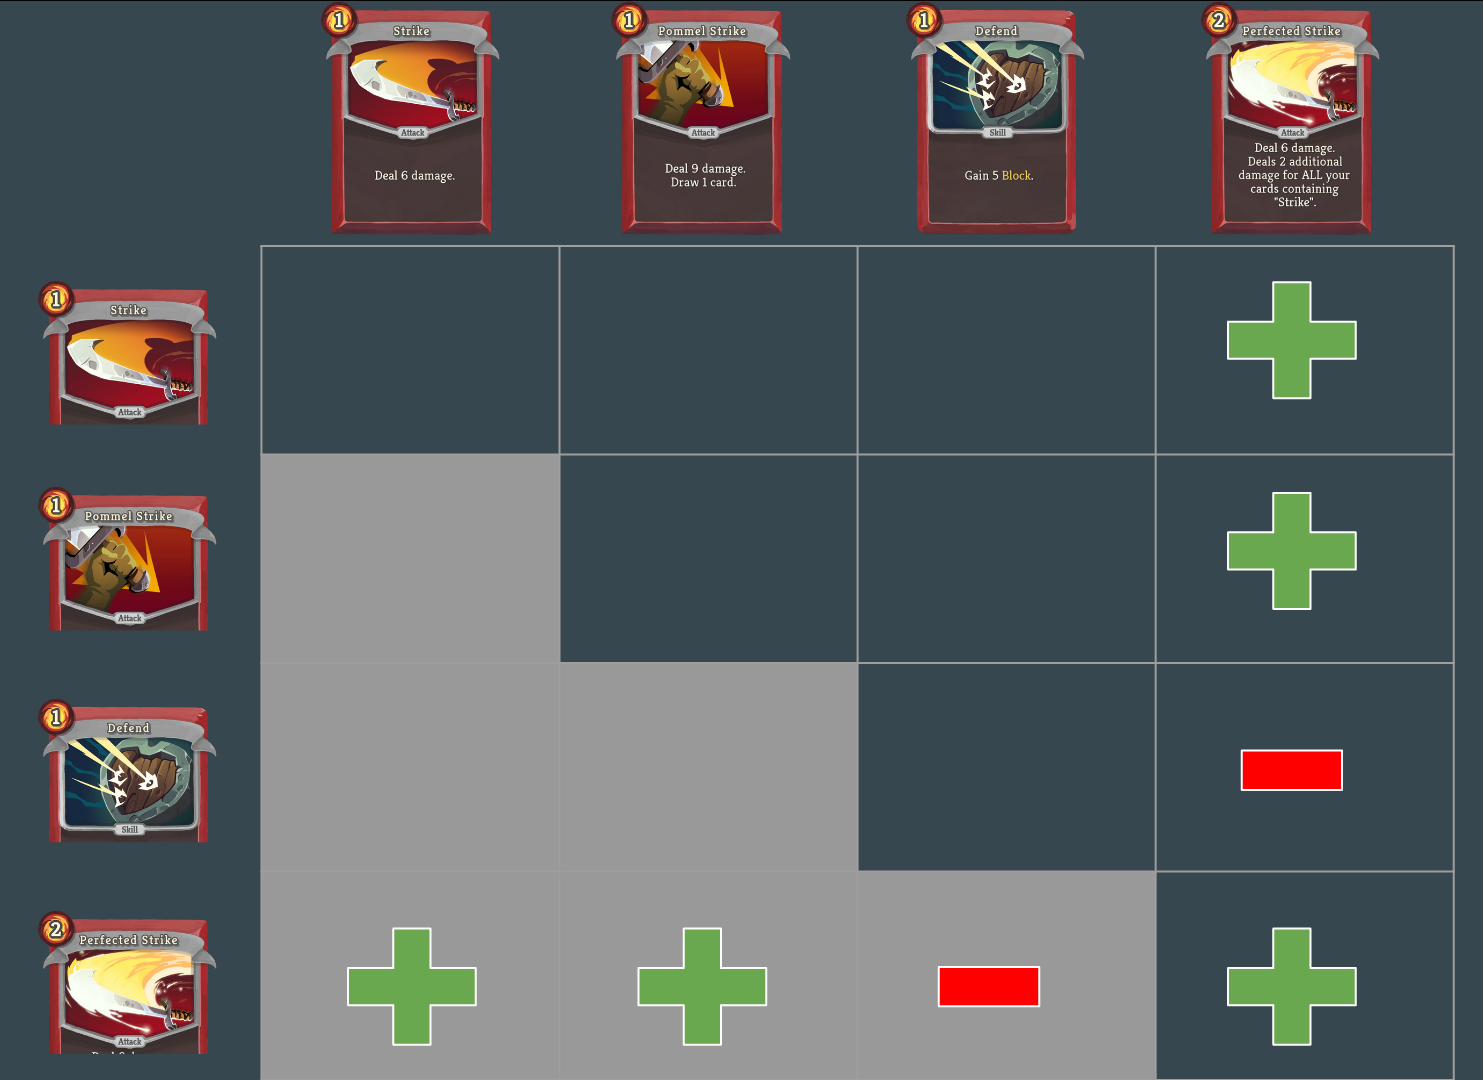 1
Strike
Attack
Deal 6 damage.
1
Pommel Strike
Attack
Deal 9 damage.
Draw 1 card.
1
Defend
Skill
Gain 5 Block.
2
Perfected Strike
Attack
Deal 6 damage.
Deals 2 additional
damage for ALL your
cards containing
"Strike".
1
Strike
Attack
1
Pommel Strike
Attack
1
Defend
Skill
2
Perfected Strike
Attack